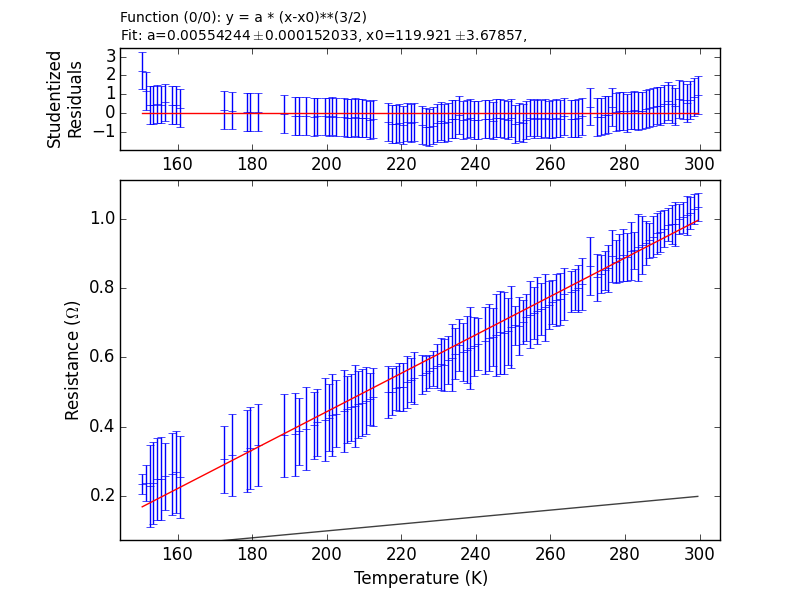 Function (0/0): y = a * (x-x0)**(3/2)
Fit: a=0.00554244±0.000152033, x0=119.921±3.67857,
Studentized
Residuals
3
2
1
0
−1
160 180 200 220 240 260 280 300
Resistance (Ω)
1.0
0.8
0.6
0.4
0.2
160 180 200 220 240 260 280 300
Temperature (K)